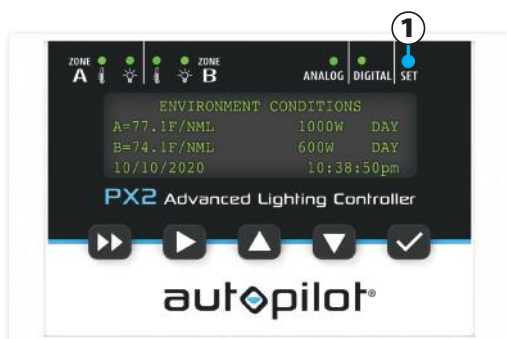 1
ZONE A ZONE B ANALOG DIGITAL SET
ENVIRONMENT CONDITIONS
A=77.1F/NML 1000W DAY
B=74.1F/NML 600W DAY
10/10/2020 10:38:50pm
PX2 Advanced Lighting Controller
autopilot®